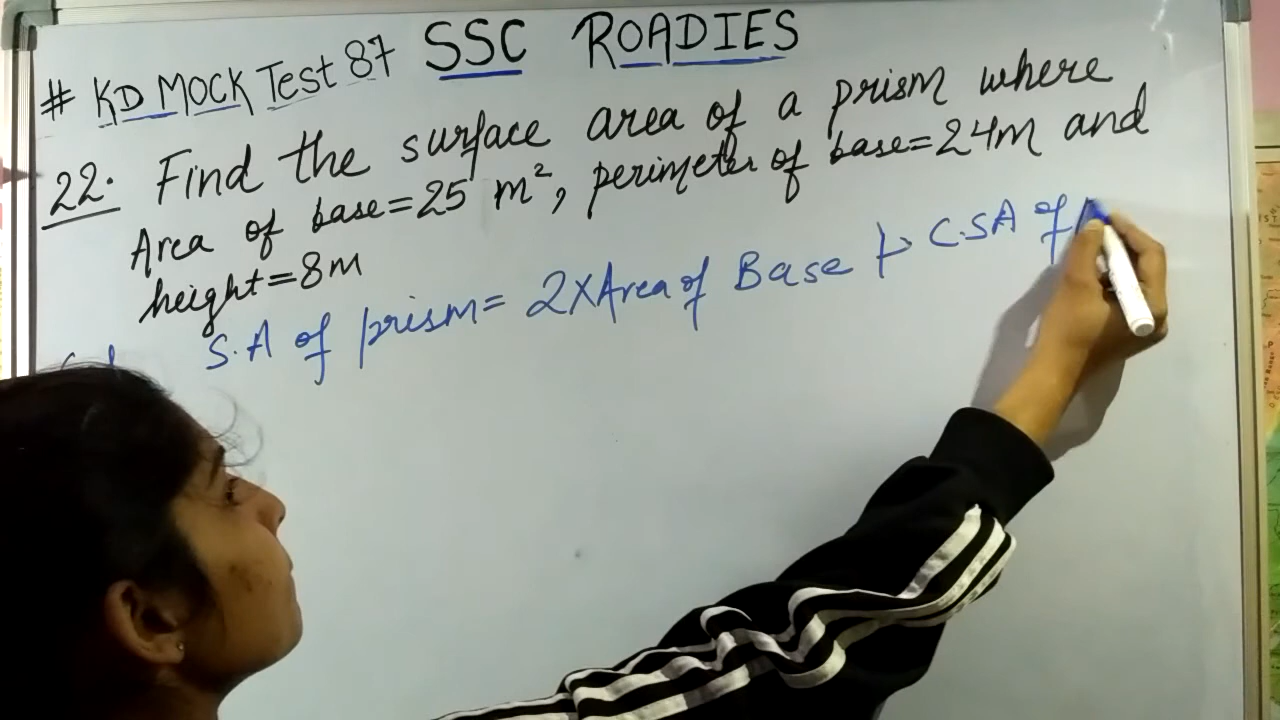 # KD MOCK Test 87 SSC ROADIES
22. Find the surface area of a prism where
Area of base=25 m², perimeter of base=24m and
height=8m
S.A of prism= 2×Area of Base + C.SA of